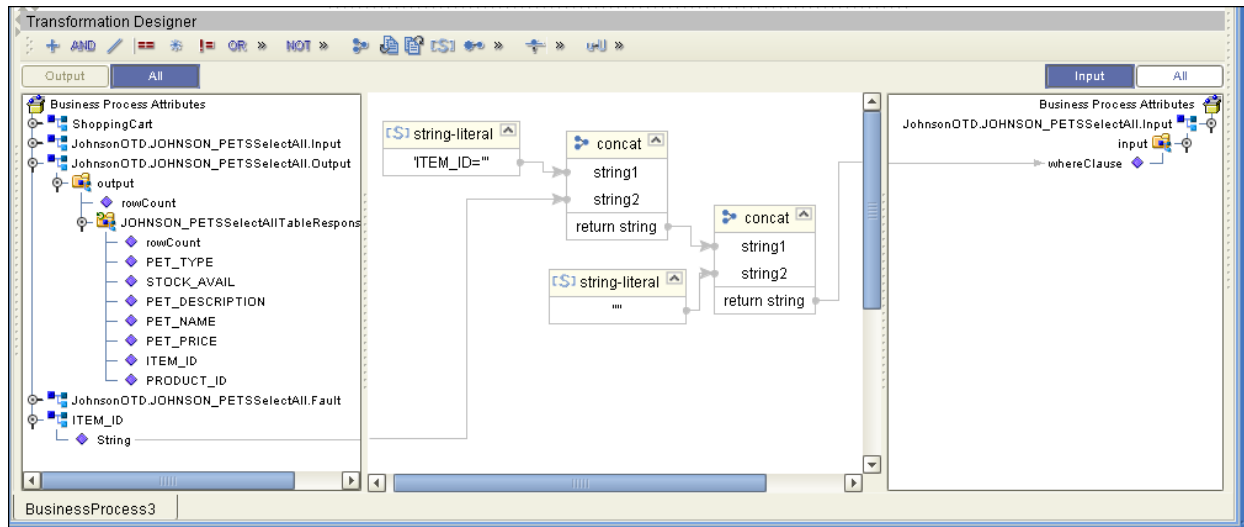 Transformation Designer
AND == != OR » NOT » [S] » » »
Output All Input All
Business Process Attributes
ShoppingCart
JohnsonOTD.JOHNSON_PETSSelectAll.Input
JohnsonOTD.JOHNSON_PETSSelectAll.Output
output
rowCount
JOHNSON_PETSSelectAllTableRespons
rowCount
PET_TYPE
STOCK_AVAIL
PET_DESCRIPTION
PET_NAME
PET_PRICE
ITEM_ID
PRODUCT_ID
JohnsonOTD.JOHNSON_PETSSelectAll.Fault
ITEM_ID
String
[S] string-literal
'ITEM_ID='"
concat
string1
string2
return string
[S] string-literal
""
concat
string1
string2
return string
Business Process Attributes
JohnsonOTD.JOHNSON_PETSSelectAll.Input
input
whereClause
BusinessProcess3